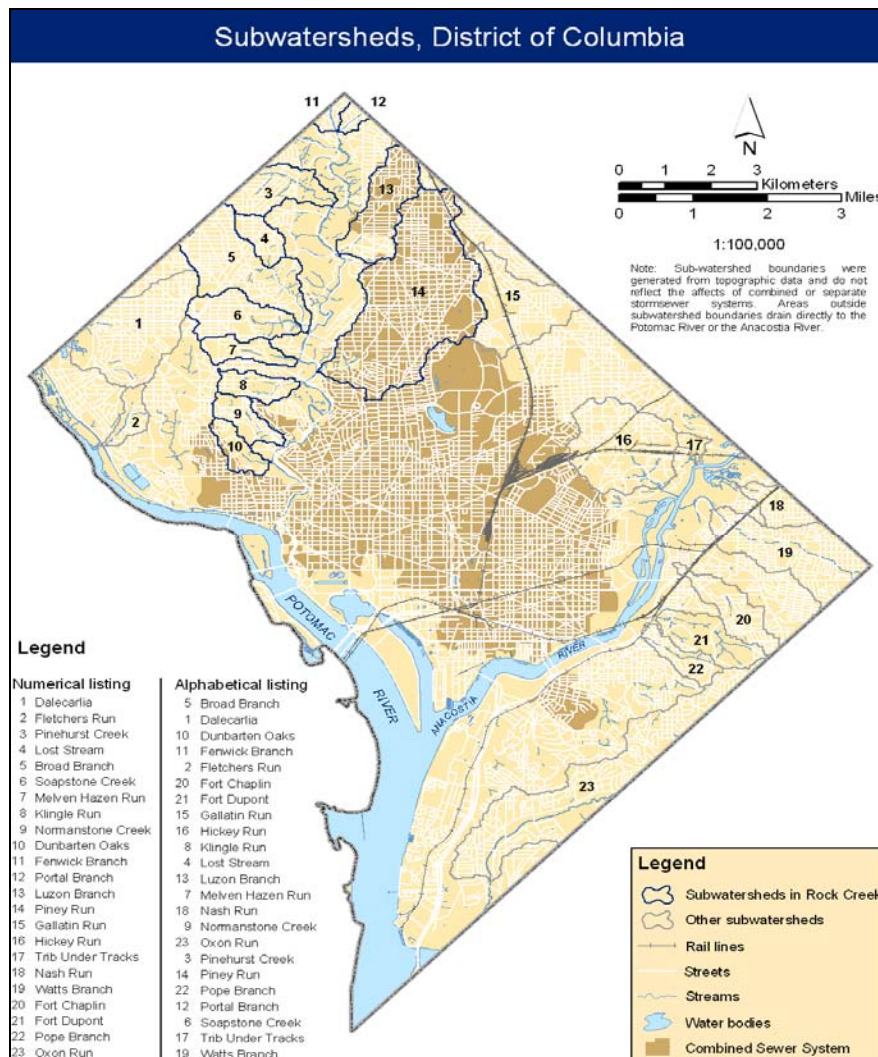 Subwatersheds, District of Columbia
11
12
N
0 1 2 3
Kilometers
Miles
0 1 2 3
1:100,000
Note: Sub-watershed boundaries were
generated from topographic data and do not
reflect the affects of combined or separate
stormsewer systems. Areas outside
subwatershed boundaries drain directly to the
Potomac River or the Anacostia River.
3
13
4
5
14
15
1
6
7
8
9
2
10
16
17
18
19
20
21
22
23
POTOMAC
RIVER
ANACOSTIA
RIVER
Legend
Numerical listing
1 Dalecarlia
2 Fletchers Run
3 Pinehurst Creek
4 Lost Stream
5 Broad Branch
6 Soapstone Creek
7 Melven Hazen Run
8 Klingle Run
9 Normanstone Creek
10 Dunbarten Oaks
11 Fenwick Branch
12 Portal Branch
13 Luzon Branch
14 Piney Run
15 Gallatin Run
16 Hickey Run
17 Trib Under Tracks
18 Nash Run
19 Watts Branch
20 Fort Chaplin
21 Fort Dupont
22 Pope Branch
23 Oxon Run
Alphabetical listing
5 Broad Branch
1 Dalecarlia
10 Dunbarten Oaks
11 Fenwick Branch
2 Fletchers Run
20 Fort Chaplin
21 Fort Dupont
15 Gallatin Run
16 Hickey Run
8 Klingle Run
4 Lost Stream
13 Luzon Branch
7 Melven Hazen Run
18 Nash Run
9 Normanstone Creek
23 Oxon Run
3 Pinehurst Creek
14 Piney Run
22 Pope Branch
12 Portal Branch
6 Soapstone Creek
17 Trib Under Tracks
19 Watts Branch
Legend
Subwatersheds in Rock Creek
Other subwatersheds
Rail lines
Streets
Streams
Water bodies
Combined Sewer System